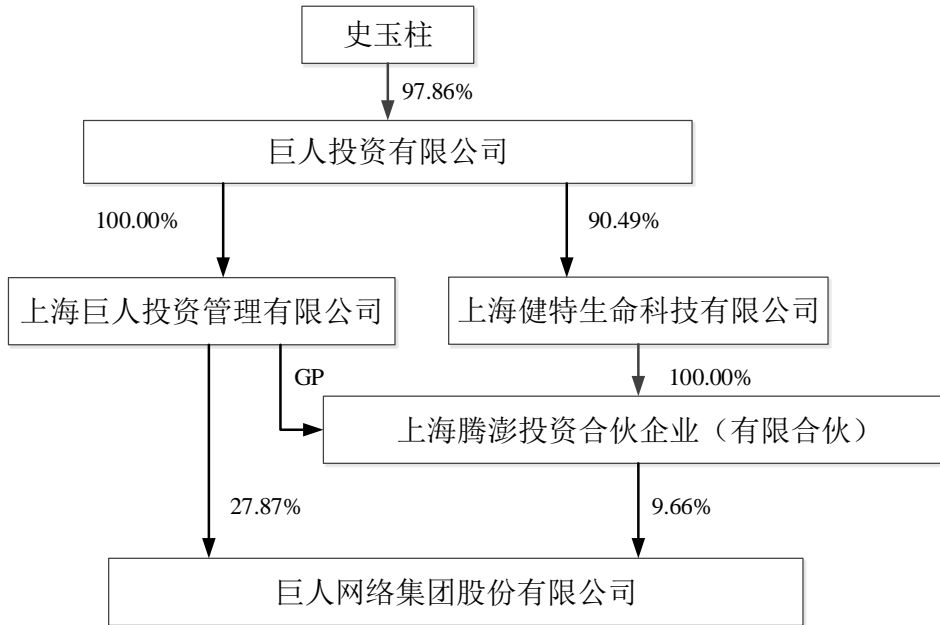 史玉柱
97.86%
巨人投资有限公司
100.00%
90.49%
上海巨人投资管理有限公司
上海健特生命科技有限公司
GP
100.00%
上海腾澎投资合伙企业（有限合伙）
27.87%
9.66%
巨人网络集团股份有限公司